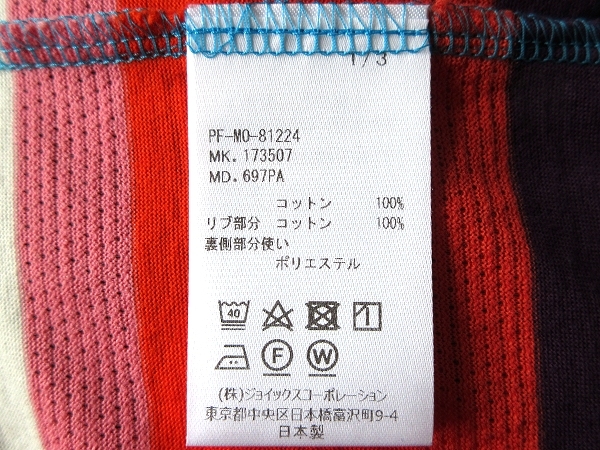 1/3
PF-MO-81224
MK. 173507
MD. 697PA
コットン 100%
リブ部分 コットン 100%
裏側部分使い
ポリエステル
40
F W
(株)ジョイックスコーポレーション
東京都中央区日本橋富沢町9-4
日本製